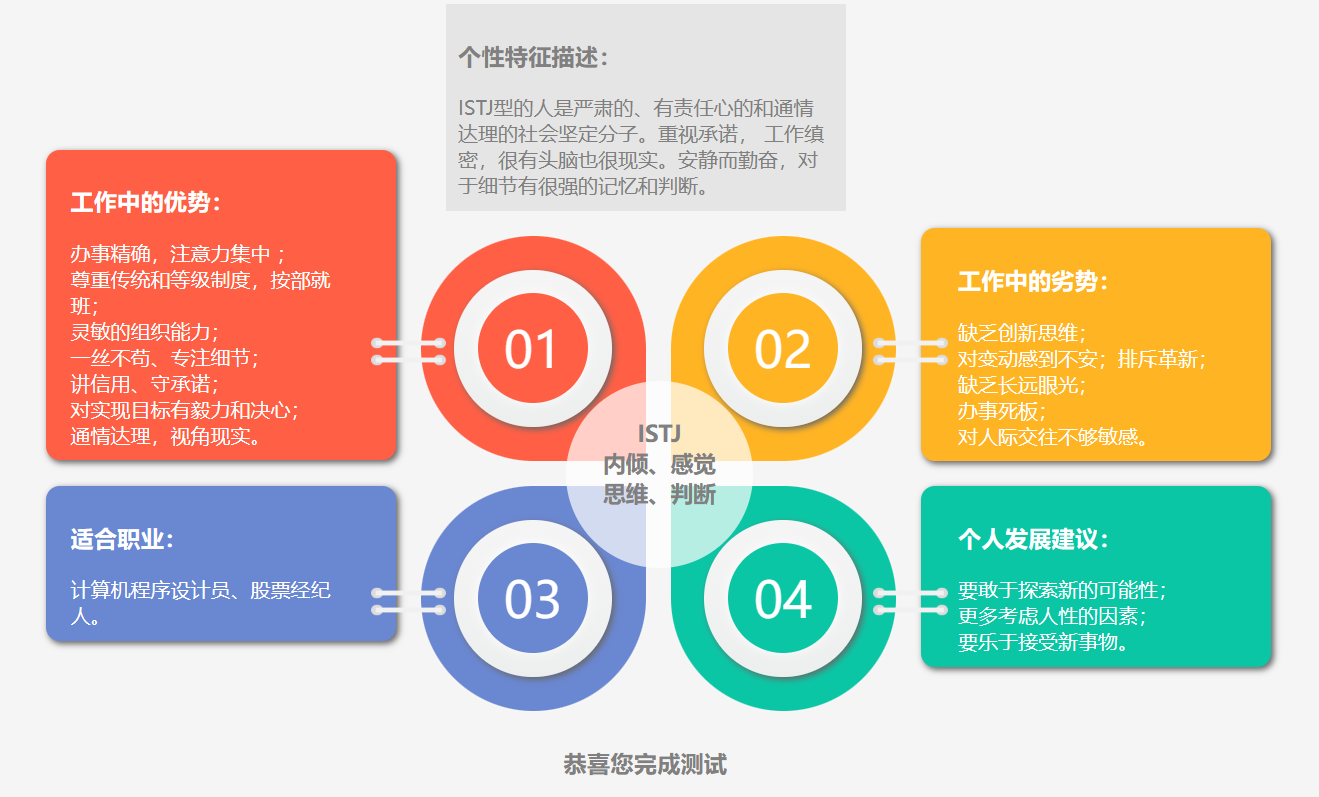 个性特征描述：
ISTJ型的人是严肃的、有责任心的和通情
达理的社会坚定分子。重视承诺， 工作缜
密，很有头脑也很现实。安静而勤奋，对
于细节有很强的记忆和判断。
工作中的优势：
办事精确，注意力集中 ；
尊重传统和等级制度，按部就
班；
灵敏的组织能力；
一丝不苟、专注细节；
讲信用、守承诺；
对实现目标有毅力和决心；
通情达理，视角现实。
01
02
工作中的劣势：
缺乏创新思维；
对变动感到不安；排斥革新；
缺乏长远眼光；
办事死板；
对人际交往不够敏感。
ISTJ
内倾、感觉
思维、判断
适合职业：
计算机程序设计员、股票经纪
人。
03
04
个人发展建议：
要敢于探索新的可能性；
更多考虑人性的因素；
要乐于接受新事物。
恭喜您完成测试